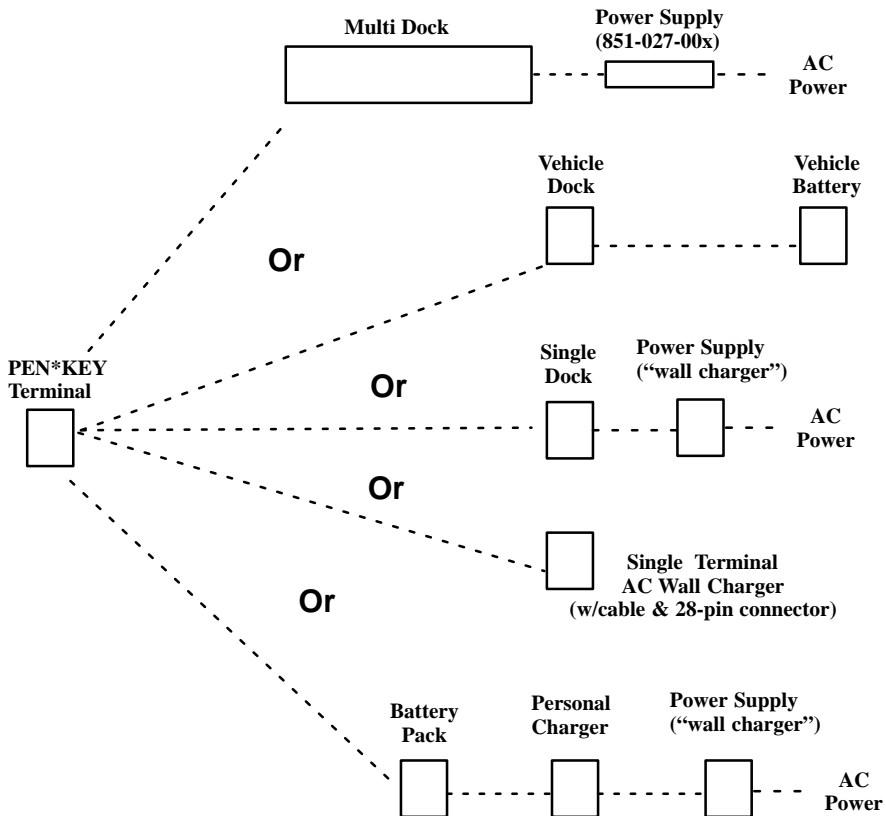 Multi Dock
Power Supply
(851-027-00x)
AC
Power
Vehicle
Dock
Vehicle
Battery
Or
PEN*KEY
Terminal
Single
Dock
Power Supply
(“wall charger”)
Or
AC
Power
Or
Single Terminal
AC Wall Charger
(w/cable & 28-pin connector)
Or
Battery
Pack
Personal
Charger
Power Supply
(“wall charger”)
AC
Power